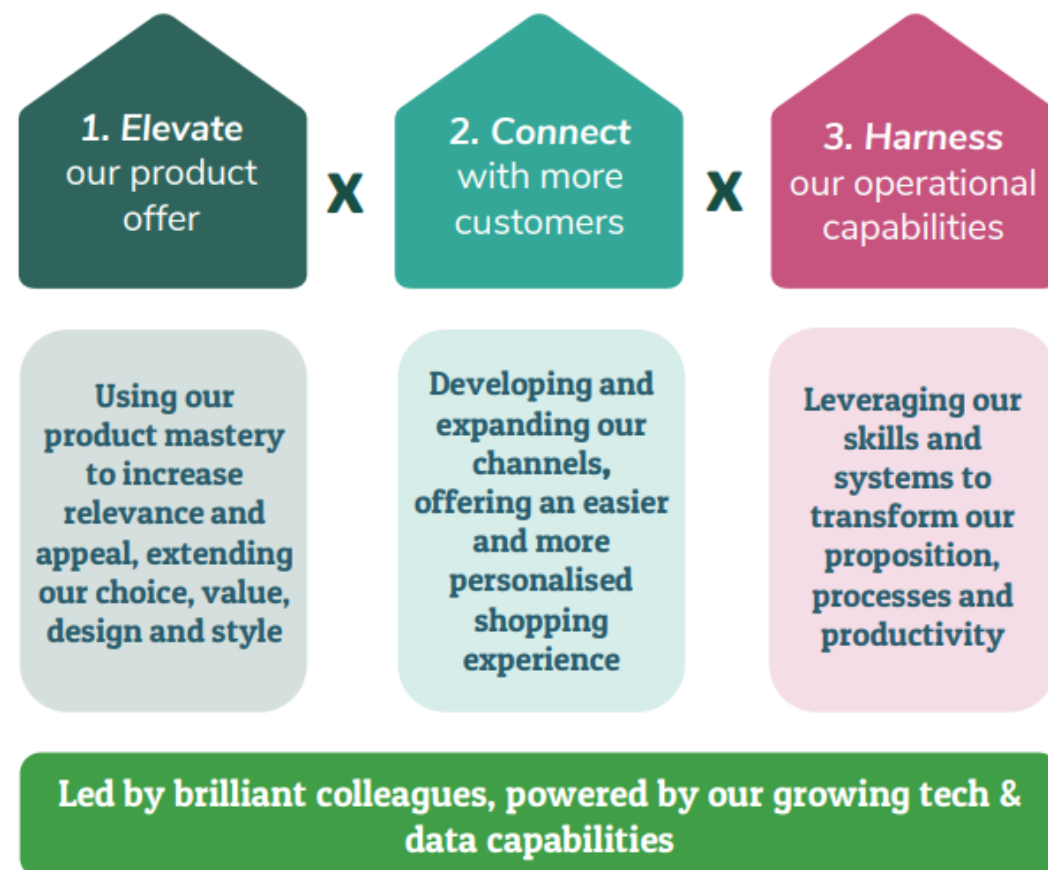 1. Elevate
our product
offer
X
2. Connect
with more
customers
X
3. Harness
our operational
capabilities
Using our
product mastery
to increase
relevance and
appeal, extending
our choice, value,
design and style
Developing and
expanding our
channels,
offering an easier
and more
personalised
shopping
experience
Leveraging our
skills and
systems to
transform our
proposition,
processes and
productivity
Led by brilliant colleagues, powered by our growing tech &
data capabilities